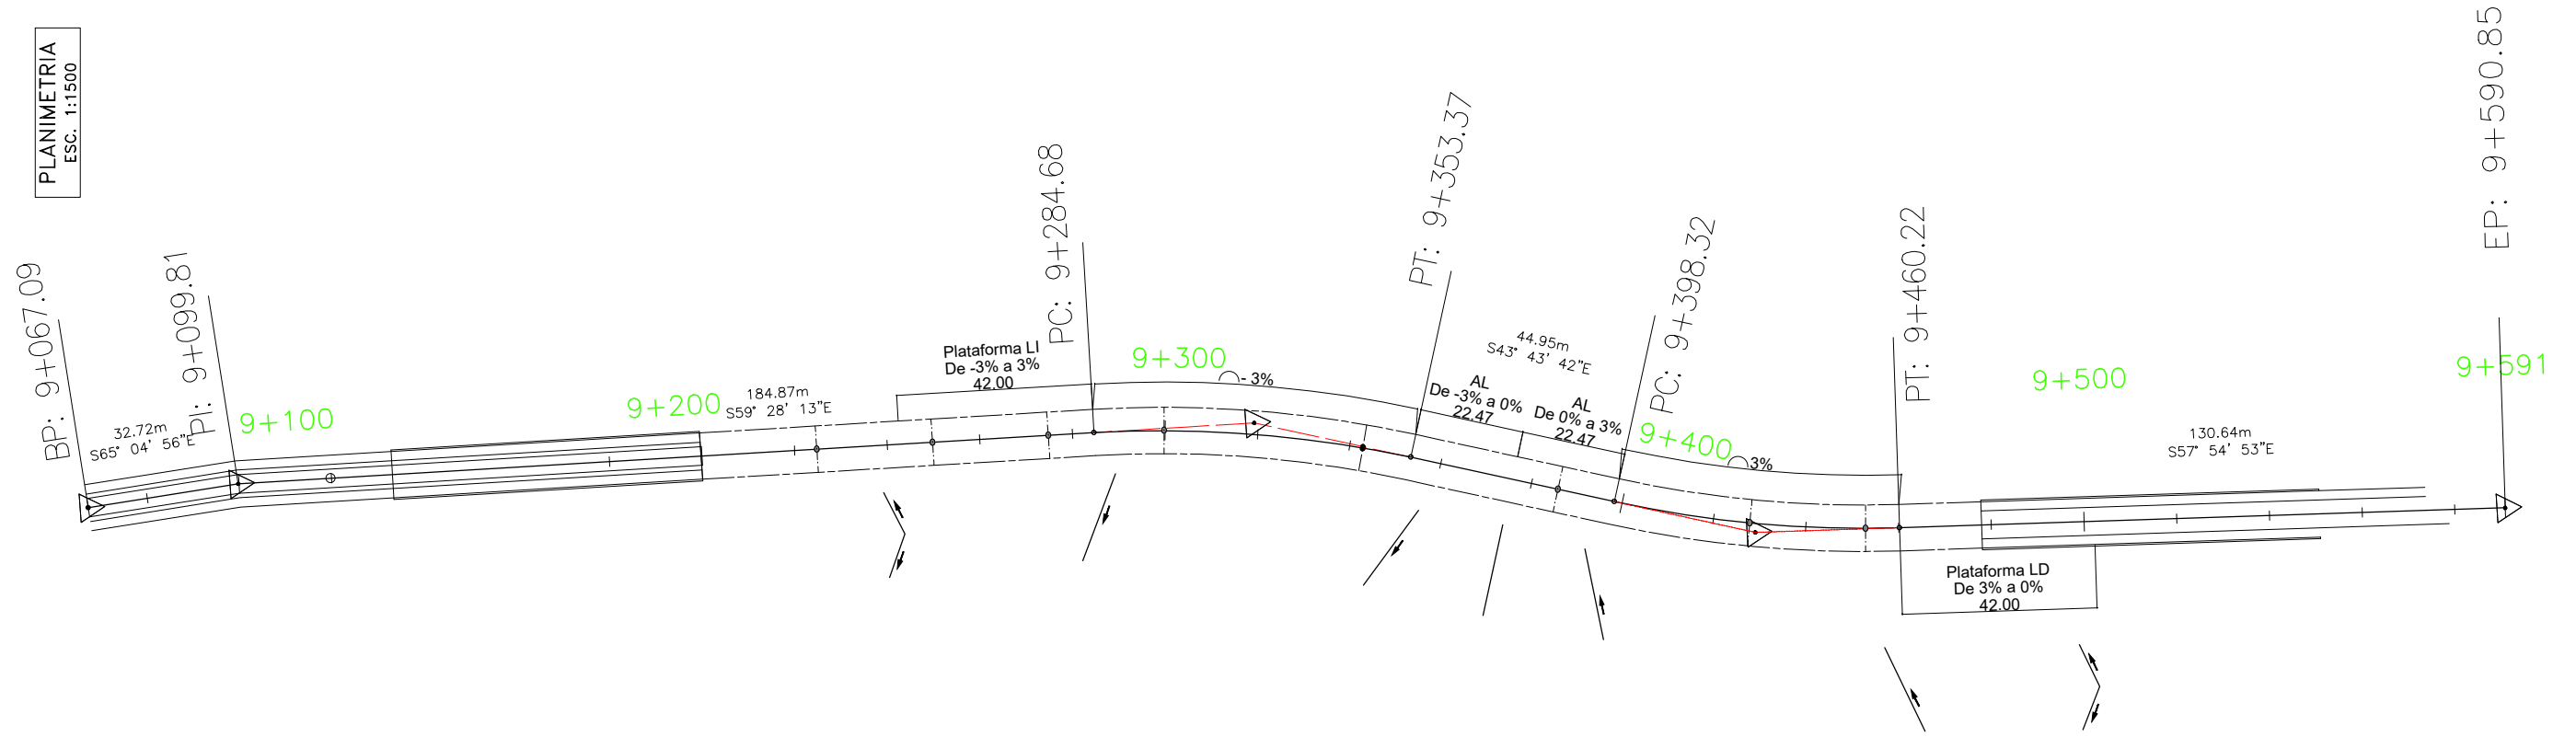 PLANIMETRIA
ESC. 1:1500
BP: 9+067.09
32.72m
S65° 04' 56"E
PI: 9+099.81
9+100
9+200
184.87m
S59° 28' 13"E
Plataforma LI
De -3% a 3%
42.00
PC: 9+284.68
9+300
- 3%
PT: 9+353.37
44.95m
S43° 43' 42"E
AL
De -3% a 0%
22.47
AL
De 0% a 3%
22.47
PC: 9+398.32
9+400
3%
PT: 9+460.22
Plataforma LD
De 3% a 0%
42.00
9+500
130.64m
S57° 54' 53"E
9+591
EP: 9+590.85